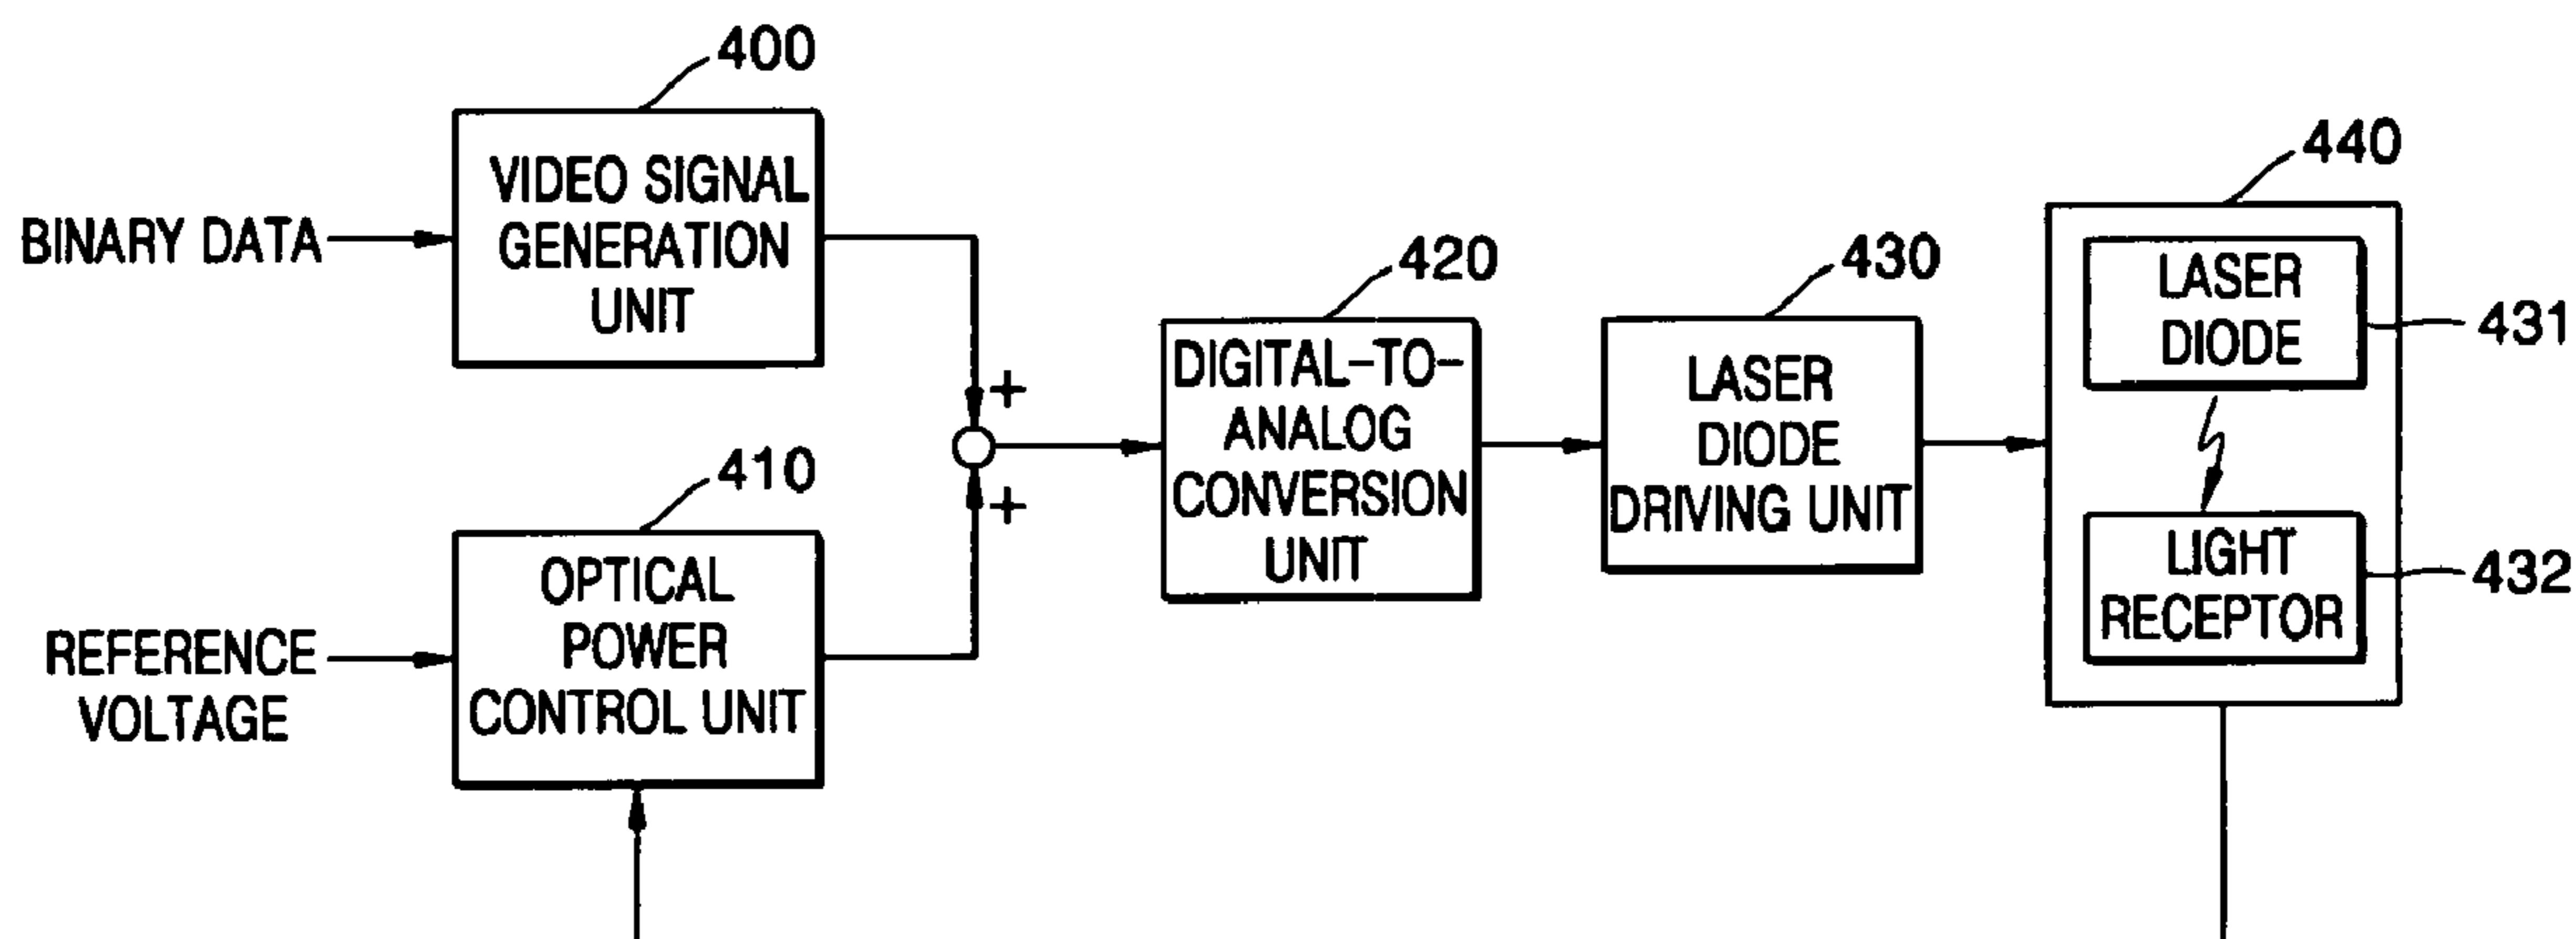 400
VIDEO SIGNAL
GENERATION
UNIT
BINARY DATA
+
+
410
OPTICAL
POWER
CONTROL UNIT
REFERENCE
VOLTAGE
420
DIGITAL-TO-
ANALOG
CONVERSION
UNIT
430
LASER
DIODE
DRIVING UNIT
440
LASER
DIODE
431
LIGHT
RECEPTOR
432